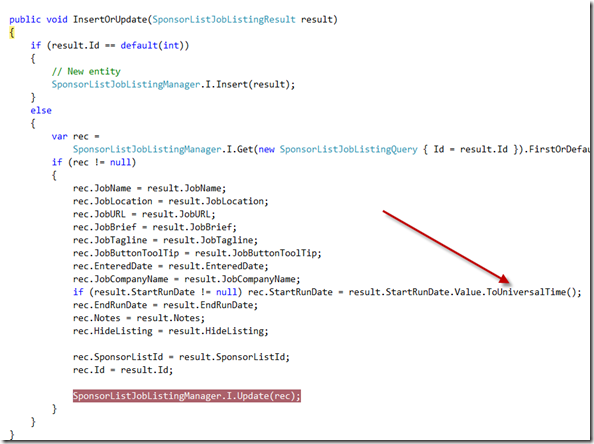 public void InsertOrUpdate(SponsorListJobListingResult result)
{
if (result.Id == default(int))
{
// New entity
SponsorListJobListingManager.I.Insert(result);
}
else
{
var rec =
SponsorListJobListingManager.I.Get(new SponsorListJobListingQuery { Id = result.Id }).FirstOrDefa
if (rec != null)
{
rec.JobName = result.JobName;
rec.JobLocation = result.JobLocation;
rec.JobURL = result.JobURL;
rec.JobBrief = result.JobBrief;
rec.JobTagline = result.JobTagline;
rec.JobButtonToolTip = result.JobButtonToolTip;
rec.EnteredDate = result.EnteredDate;
rec.JobCompanyName = result.JobCompanyName;
if (result.StartRunDate != null) rec.StartRunDate = result.StartRunDate.Value.ToUniversalTime();
rec.EndRunDate = result.EndRunDate;
rec.Notes = result.Notes;
rec.HideListing = result.HideListing;
rec.SponsorListId = result.SponsorListId;
rec.Id = result.Id;
SponsorListJobListingManager.I.Update(rec);
}
}
}